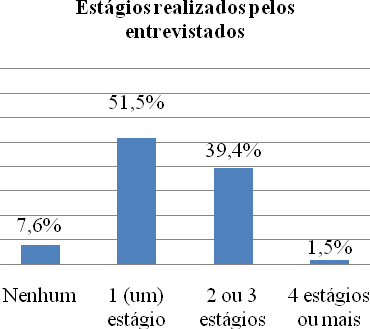 Estágios realizados pelos
entrevistados
51,5%
39,4%
7,6%
1,5%
Nenhum
1 (um)
estágio
2 ou 3
estágios
4 estágios
ou mais